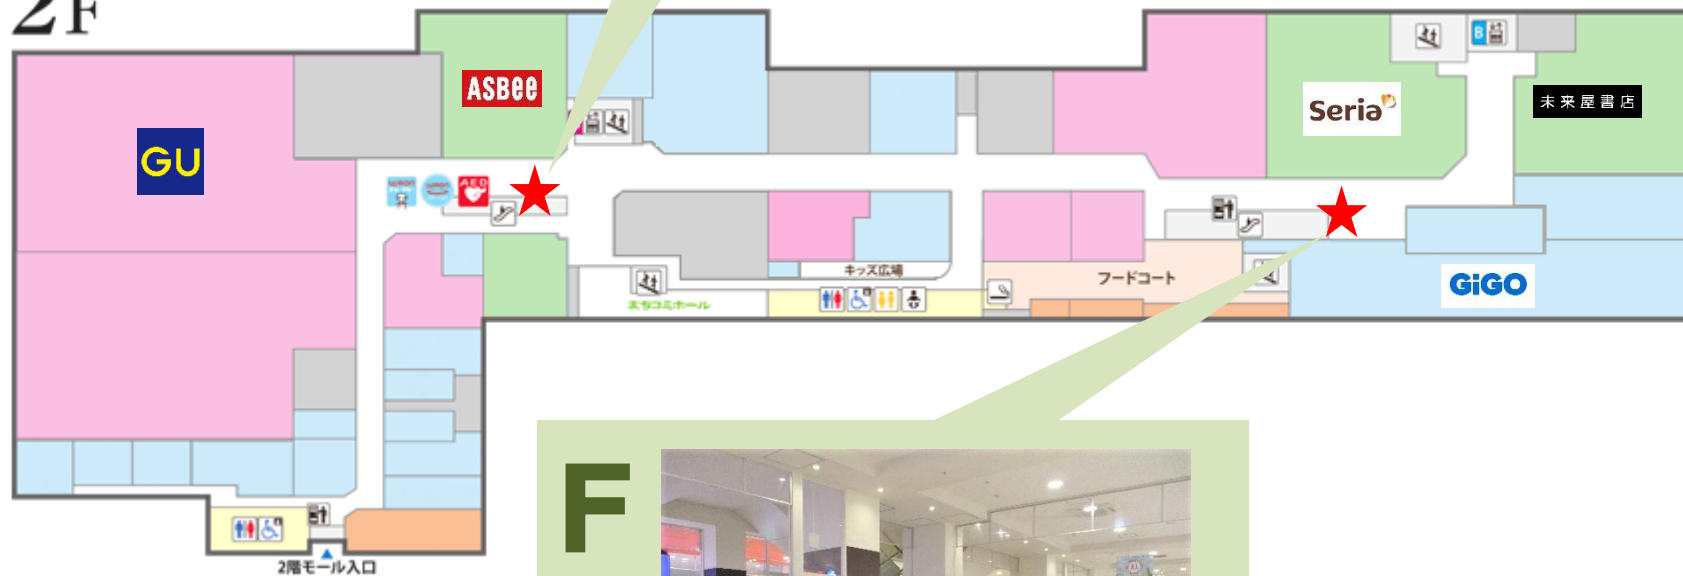 2F
ASBee
GU
Seria
B
未来屋書店
AED
キッズ広場
フードコート
まちコミホール
GiGO
F
2階モール入口